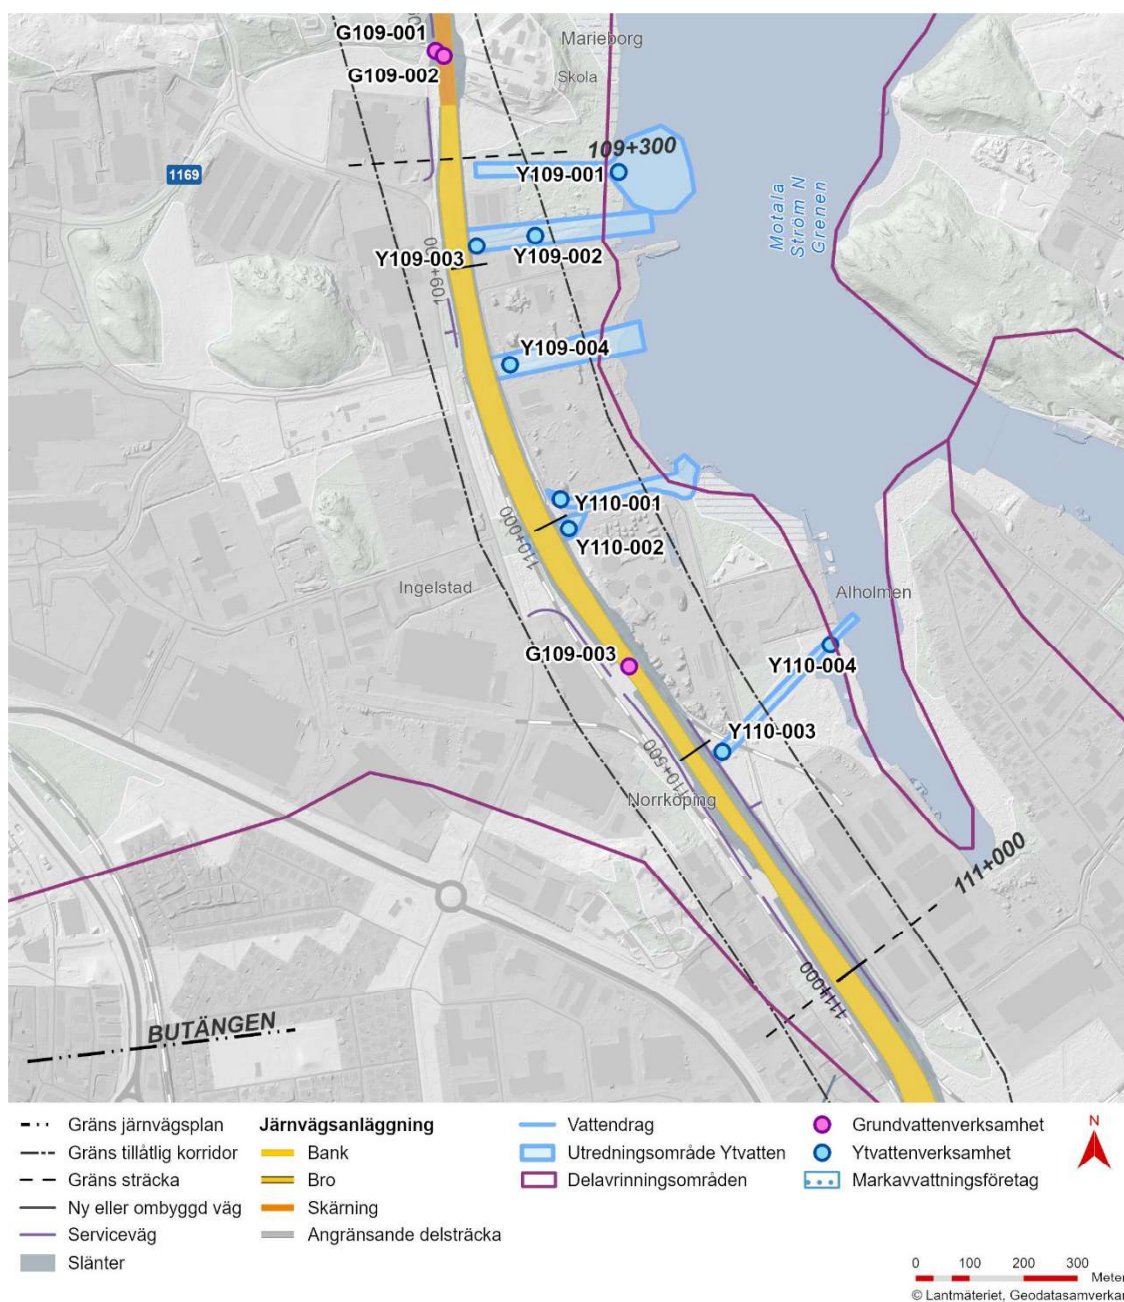 G109-001
G109-002
Marieborg
Skola
109+300
1169
Y109-001
Y109-003
Y109-002
109+500
Motala
Ström N
Grenen
Y109-004
Y110-001
110+000
Y110-002
Ingelstad
Alholmen
G109-003
Y110-004
Y110-003
110+500
Norrköping
111+000
111+000
BUTÄNGEN
Gräns järnvägsplan
Gräns tillåtlig korridor
Gräns sträcka
Ny eller ombyggd väg
Serviceväg
Slänter
Järnvägsanläggning
Bank
Bro
Skärning
Angränsande delsträcka
Vattendrag
Utredningsområde Ytvatten
Delavrinningsområden
Grundvattenverksamhet
Ytvattenverksamhet
Markavvattningsföretag
N
0 100 200 300
Meter
© Lantmäteriet, Geodatasamverkan